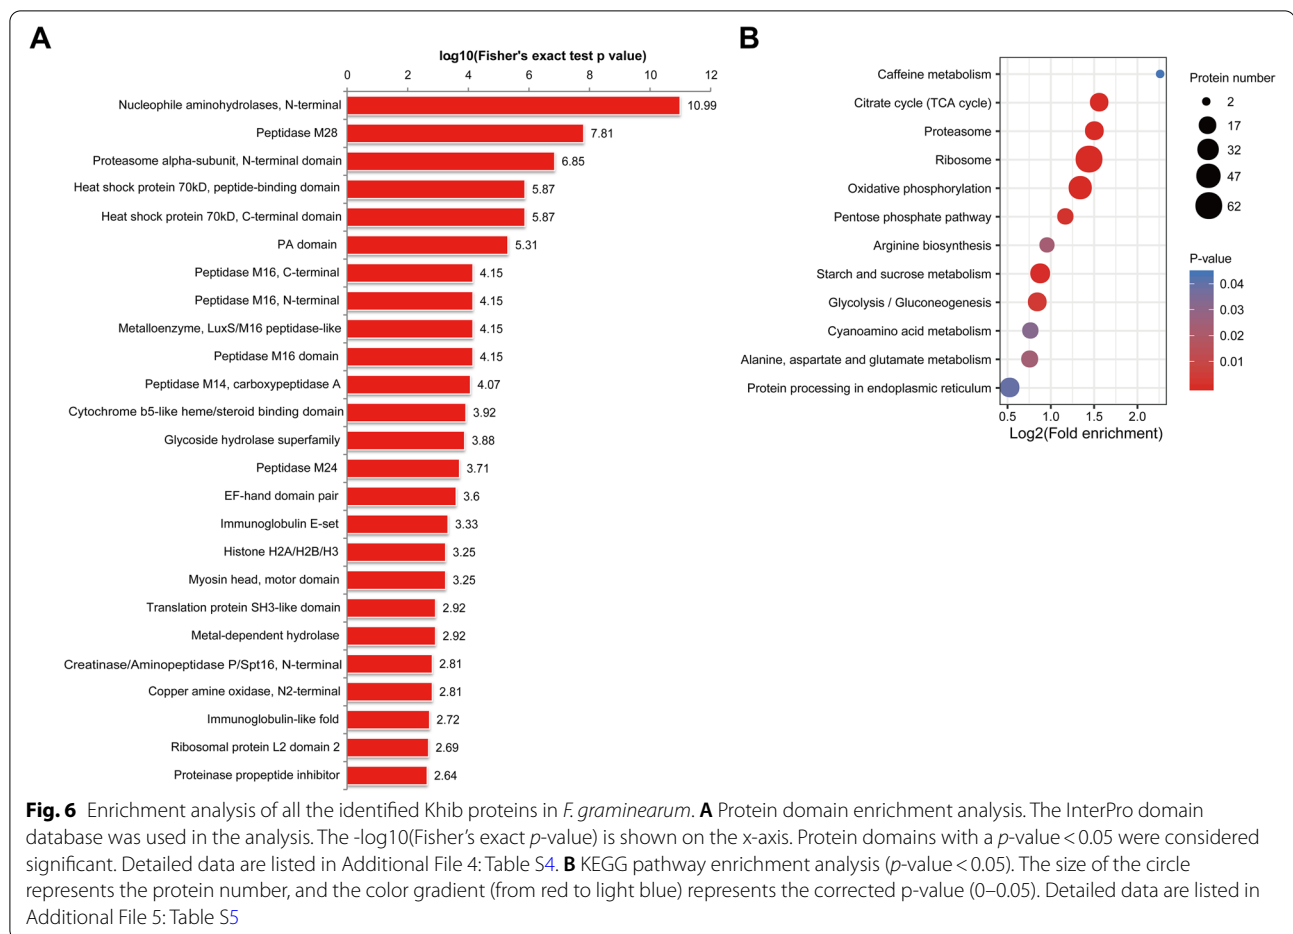 A
log10(Fisher's exact test p value)
0 2 4 6 8 10 12
Nucleophile aminohydrolases, N-terminal 10.99
Peptidase M28 7.81
Proteasome alpha-subunit, N-terminal domain 6.85
Heat shock protein 70kD, peptide-binding domain 5.87
Heat shock protein 70kD, C-terminal domain 5.87
PA domain 5.31
Peptidase M16, C-terminal 4.15
Peptidase M16, N-terminal 4.15
Metalloenzyme, LuxS/M16 peptidase-like 4.15
Peptidase M16 domain 4.15
Peptidase M14, carboxypeptidase A 4.07
Cytochrome b5-like heme/steroid binding domain 3.92
Glycoside hydrolase superfamily 3.88
Peptidase M24 3.71
EF-hand domain pair 3.6
Immunoglobulin E-set 3.33
Histone H2A/H2B/H3 3.25
Myosin head, motor domain 3.25
Translation protein SH3-like domain 2.92
Metal-dependent hydrolase 2.92
Creatinase/Aminopeptidase P/Spt16, N-terminal 2.81
Copper amine oxidase, N2-terminal 2.81
Immunoglobulin-like fold 2.72
Ribosomal protein L2 domain 2 2.69
Proteinase propeptide inhibitor 2.64
B
Caffeine metabolism
Citrate cycle (TCA cycle)
Proteasome
Ribosome
Oxidative phosphorylation
Pentose phosphate pathway
Arginine biosynthesis
Starch and sucrose metabolism
Glycolysis / Gluconeogenesis
Cyanoamino acid metabolism
Alanine, aspartate and glutamate metabolism
Protein processing in endoplasmic reticulum
0.5 1.0 1.5 2.0
Log2(Fold enrichment)
Protein number
2
17
32
47
62
P-value
0.04
0.03
0.02
0.01
Fig. 6 Enrichment analysis of all the identified Khib proteins in F. graminearum. A Protein domain enrichment analysis. The InterPro domain
database was used in the analysis. The -log10(Fisher's exact p-value) is shown on the x-axis. Protein domains with a p-value < 0.05 were considered
significant. Detailed data are listed in Additional File 4: Table S4. B KEGG pathway enrichment analysis (p-value < 0.05). The size of the circle
represents the protein number, and the color gradient (from red to light blue) represents the corrected p-value (0–0.05). Detailed data are listed in
Additional File 5: Table S5